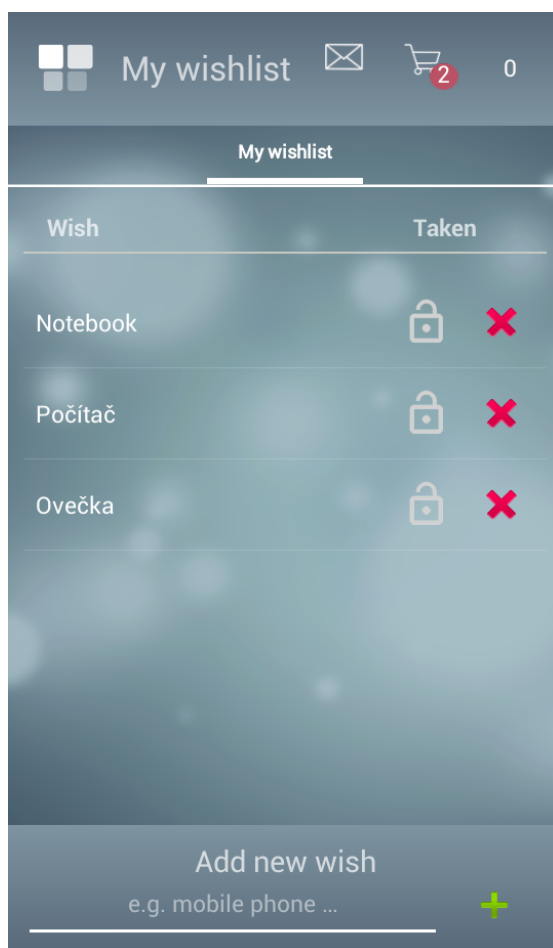 My wishlist 2 0
My wishlist
Wish Taken
Notebook
Počítač
Ovečka
Add new wish
e.g. mobile phone ...